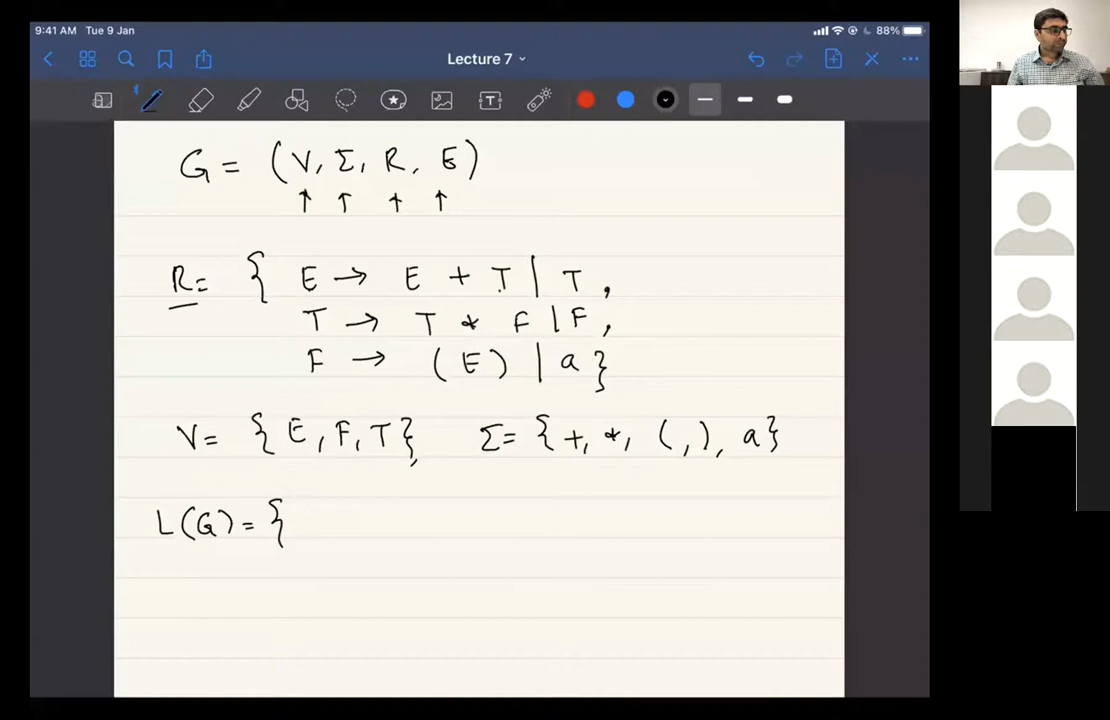 9:41 AM Tue 9 Jan 88%
Lecture 7
G = (V, Σ, R, E)
↑ ↑ ↑ ↑
R = { E → E + T | T,
T → T * F | F,
F → (E) | a }
V = {E, F, T}, Σ = {+, *, (, ), a}
L(G) = {